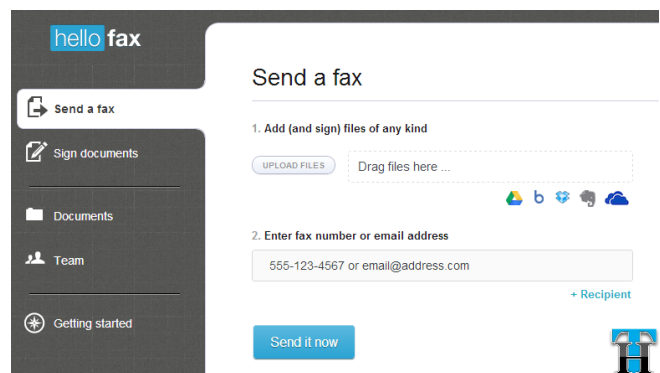 hello fax
Send a fax
Sign documents
Documents
Team
Getting started
Send a fax
1. Add (and sign) files of any kind
UPLOAD FILES
Drag files here ...
b
2. Enter fax number or email address
555-123-4567 or email@address.com
+ Recipient
Send it now
H